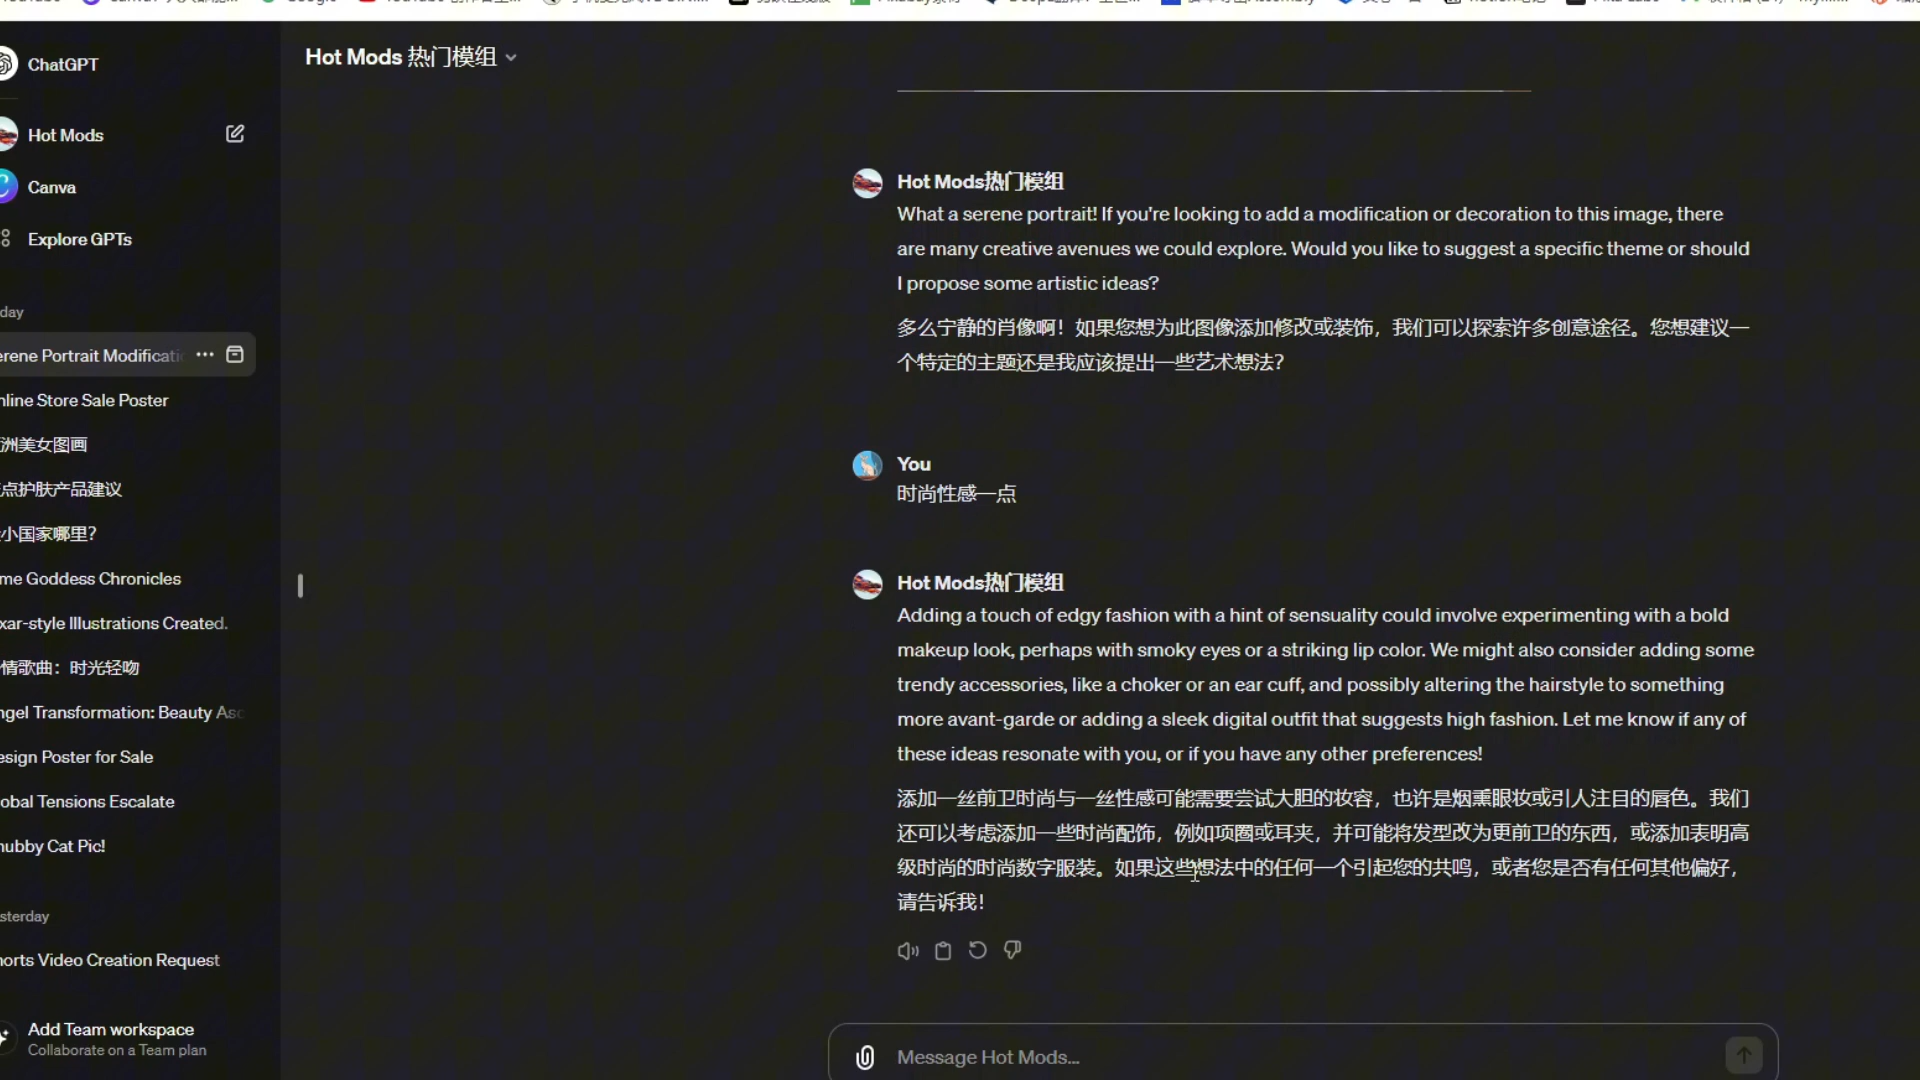 ChatGPT
Hot Mods
Canva
Explore GPTs
Portrait Modificati
Store Sale Poster
美女图画
护肤产品建议
小国家哪里?
Goddess Chronicles
Illustrations Created.
歌曲：时光轻吻
Transformation: Beauty Asc
Poster for Sale
Tensions Escalate
Cat Pic!
Video Creation Request
Add Team workspace
Collaborate on a Team plan
Hot Mods 热门模组
Hot Mods热门模组
What a serene portrait! If you're looking to add a modification or decoration to this image, there
are many creative avenues we could explore. Would you like to suggest a specific theme or should
I propose some artistic ideas?
多么宁静的肖像啊！如果您想为此图像添加修改或装饰，我们可以探索许多创意途径。您想建议一
个特定的主题还是我应该提出一些艺术想法？
You
时尚性感一点
Hot Mods热门模组
Adding a touch of edgy fashion with a hint of sensuality could involve experimenting with a bold
makeup look, perhaps with smoky eyes or a striking lip color. We might also consider adding some
trendy accessories, like a choker or an ear cuff, and possibly altering the hairstyle to something
more avant-garde or adding a sleek digital outfit that suggests high fashion. Let me know if any of
these ideas resonate with you, or if you have any other preferences!
添加一丝前卫时尚与一丝性感可能需要尝试大胆的妆容，也许是烟熏眼妆或引人注目的唇色。我们
还可以考虑添加一些时尚配饰，例如项圈或耳夹，并可能将发型改为更前卫的东西，或添加表明高
级时尚的时尚数字服装。如果这些想法中的任何一个引起您的共鸣，或者您是否有任何其他偏好，
请告诉我！
Message Hot Mods...